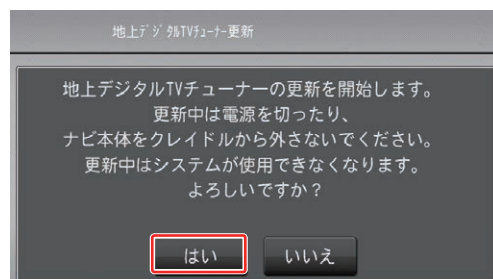 地上ﾃﾞｼﾞﾀﾙTVﾁｭｰﾅｰ更新
地上デジタルTVチューナーの更新を開始します。
更新中は電源を切ったり、
ナビ本体をクレイドルから外さないでください。
更新中はシステムが使用できなくなります。
よろしいですか？
はい
いいえ